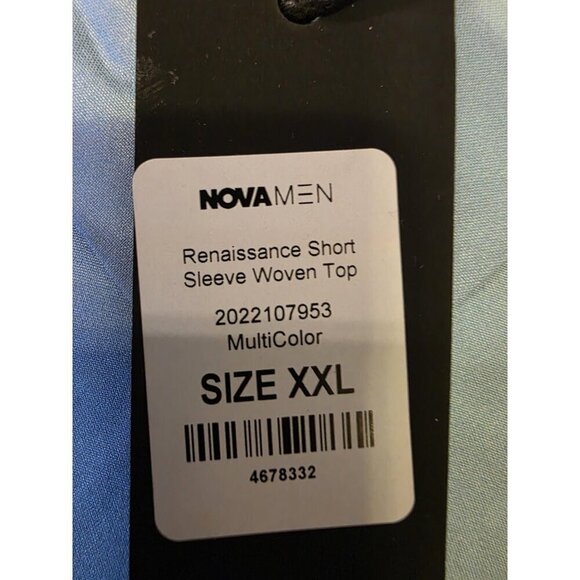 NOVAMEN
Renaissance Short
Sleeve Woven Top
2022107953
MultiColor
SIZE XXL
4678332